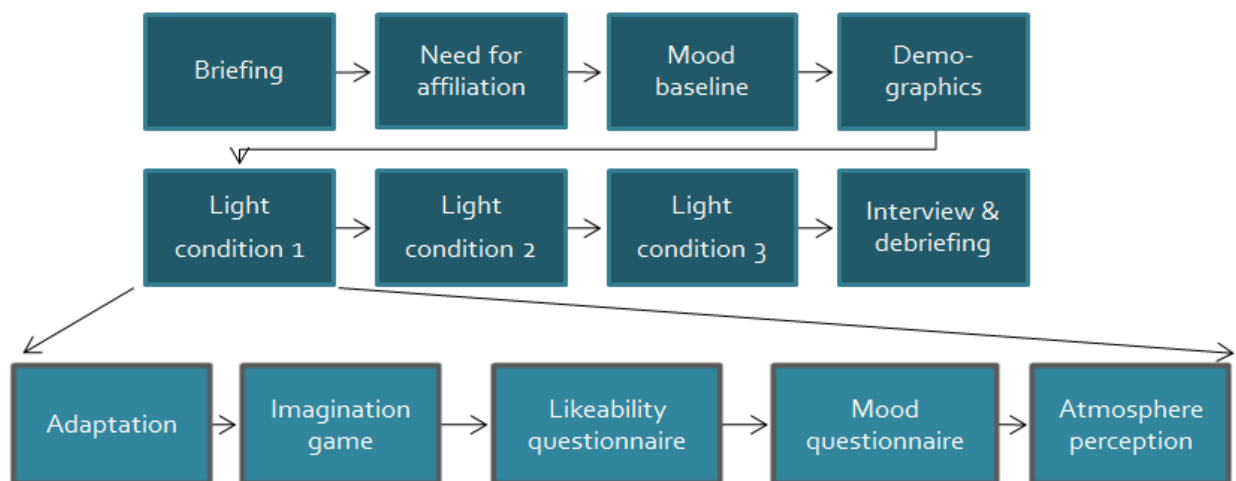 Briefing
Need for
affiliation
Mood
baseline
Demo-
graphics
Light
condition 1
Light
condition 2
Light
condition 3
Interview &
debriefing
Adaptation
Imagination
game
Likeability
questionnaire
Mood
questionnaire
Atmosphere
perception